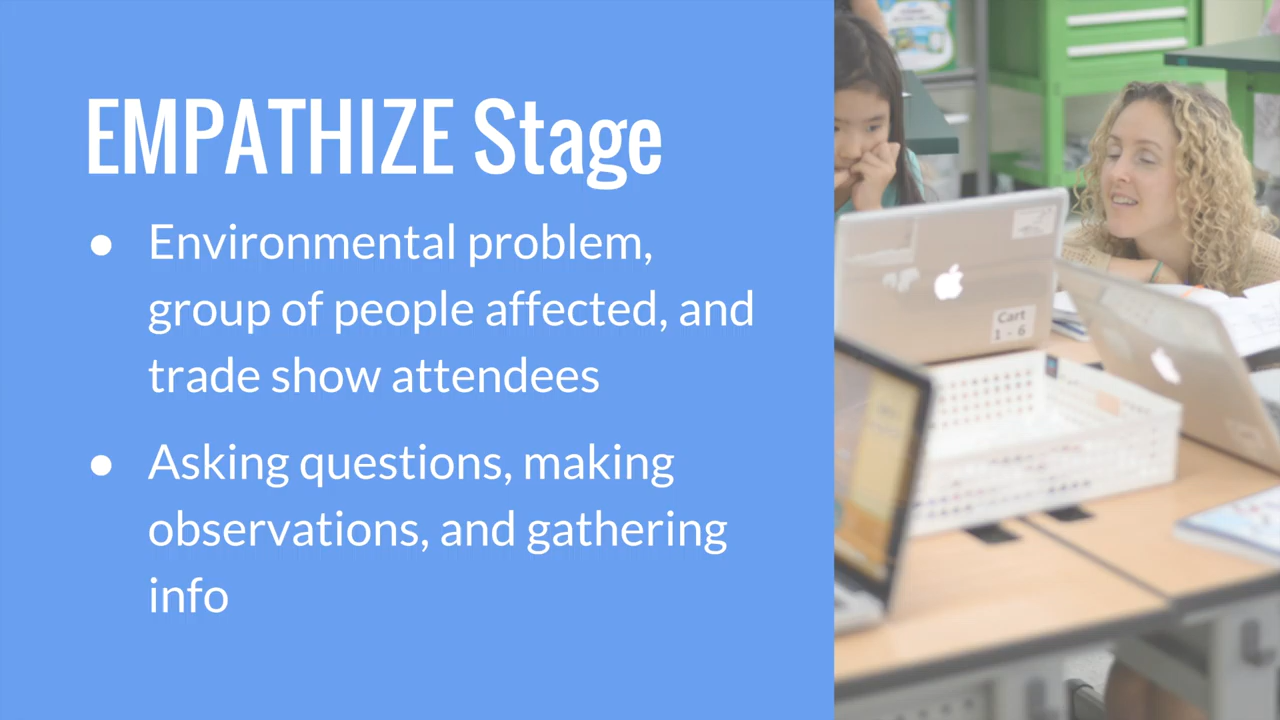 EMPATHIZE Stage
● Environmental problem,
group of people affected, and
trade show attendees
● Asking questions, making
observations, and gathering
info
Cart
1 - 6